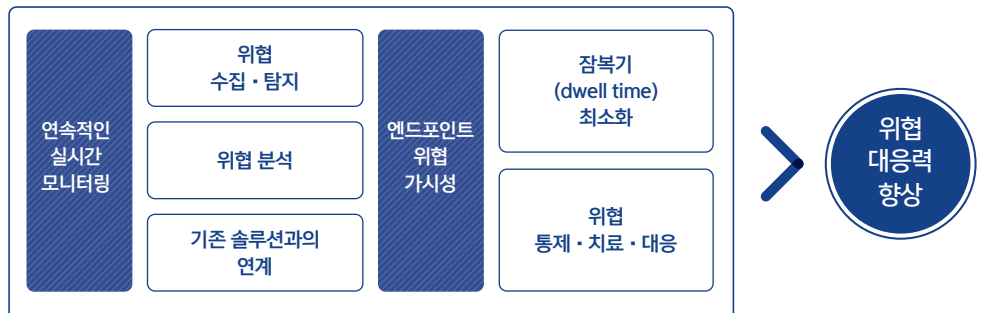 연속적인
실시간
모니터링
위협
수집・탐지
위협 분석
기존 솔루션과의
연계
엔드포인트
위협
가시성
잠복기
(dwell time)
최소화
위협
통제・치료・대응
위협
대응력
향상